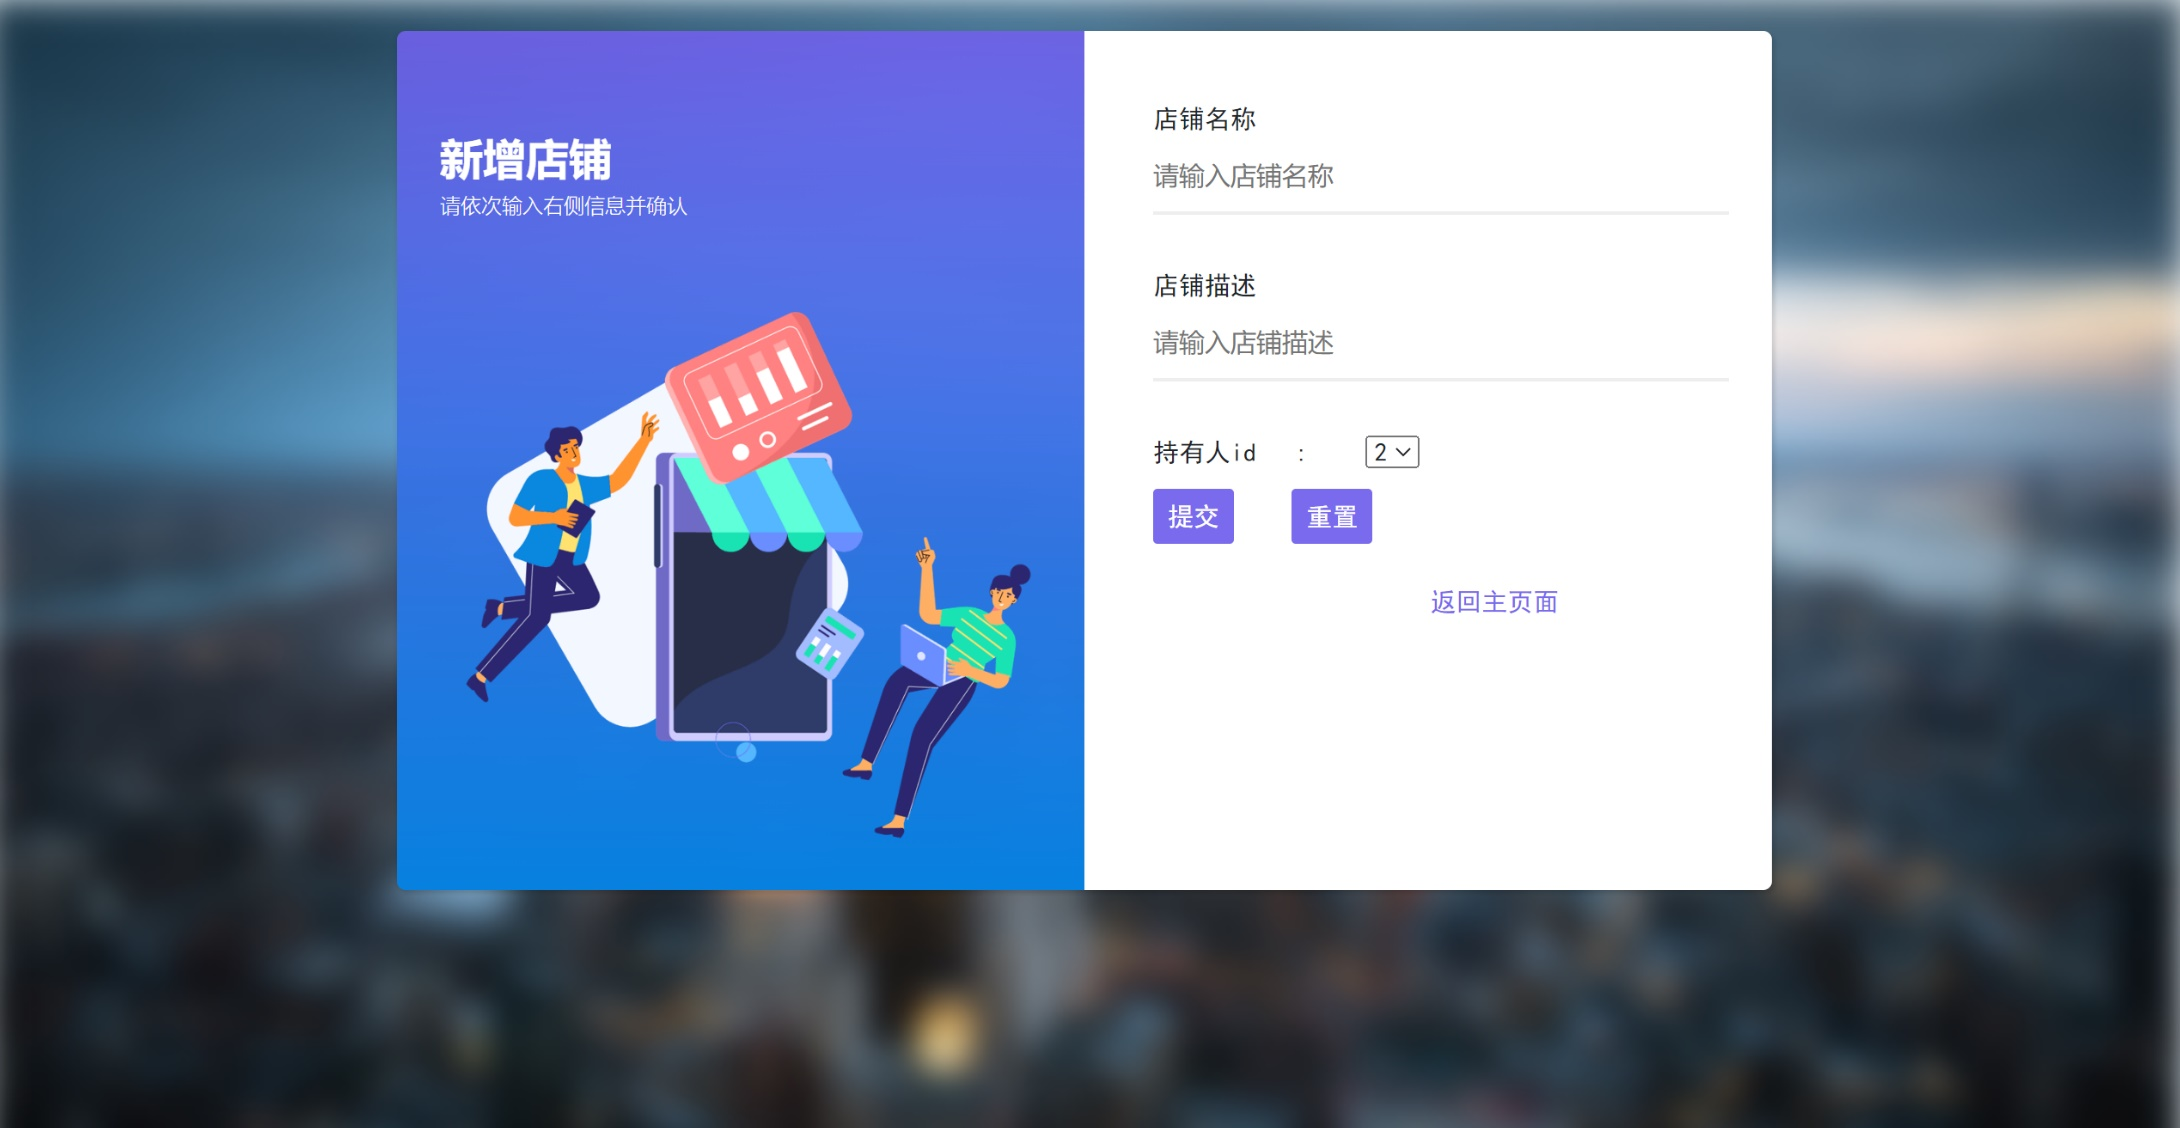 新增店铺
请依次输入右侧信息并确认
店铺名称
请输入店铺名称
店铺描述
请输入店铺描述
持有人id : 2
提交 重置
返回主页面